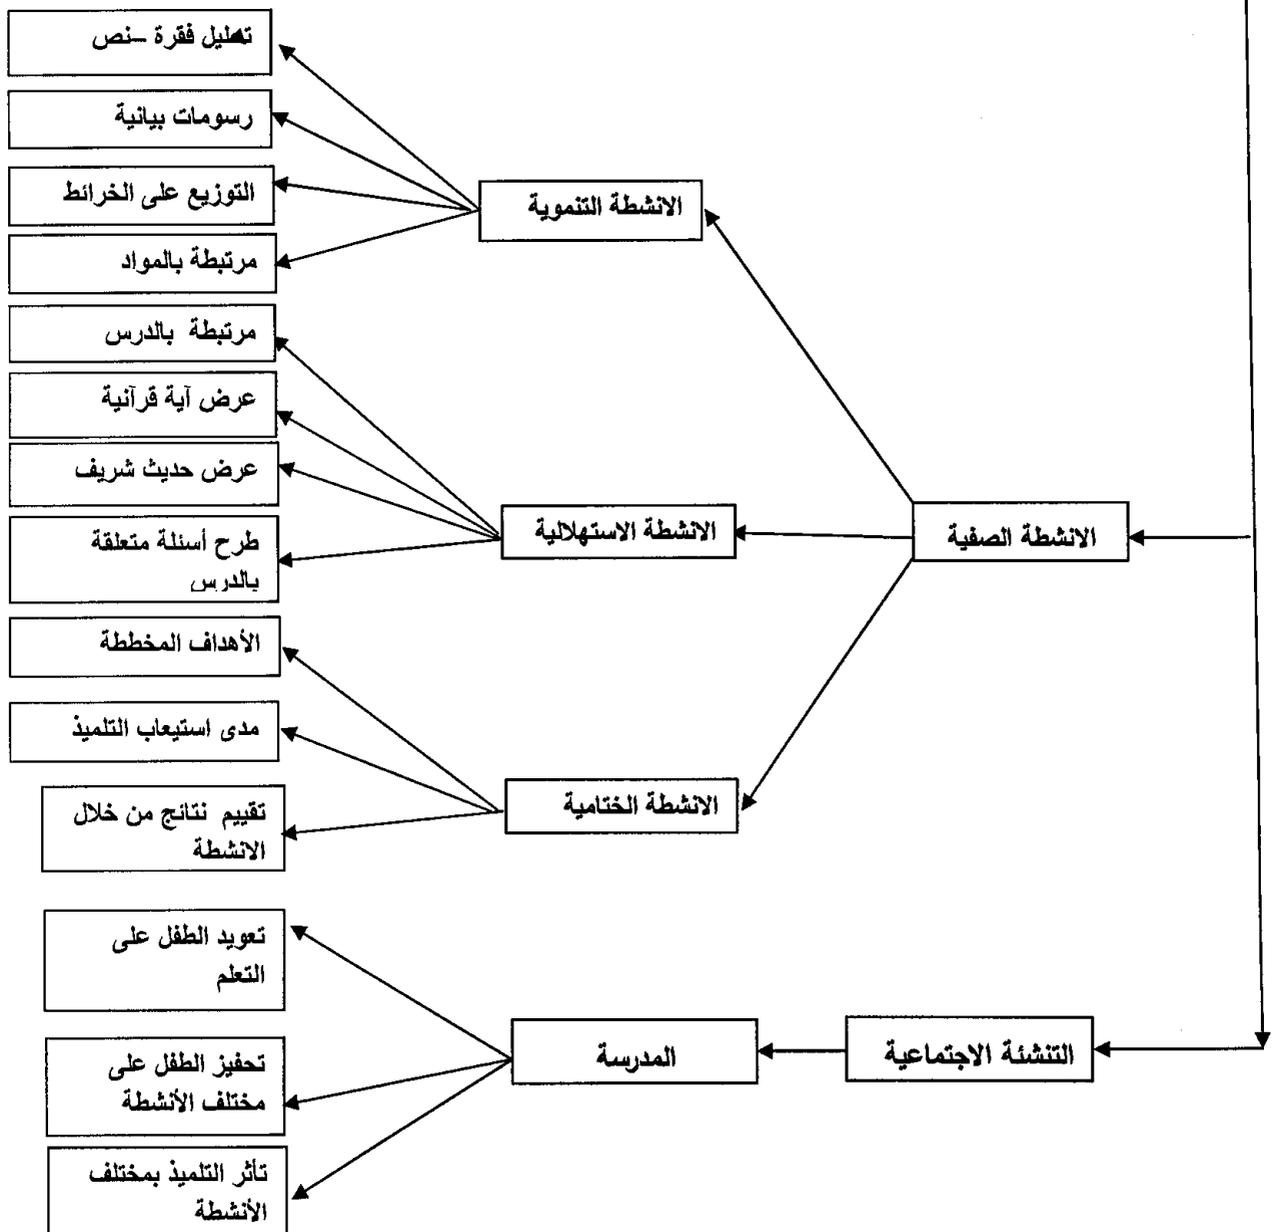 الانشطة الصفية
الانشطة التنموية
تحليل فقرة –نص
رسومات بيانية
التوزيع على الخرائط
مرتبطة بالمواد
الانشطة الاستهلالية
مرتبطة بالدرس
عرض آية قرآنية
عرض حديث شريف
طرح أسئلة متعلقة
بالدرس
الانشطة الختامية
الأهداف المخططة
مدى استيعاب التلميذ
تقييم نتائج من خلال
الانشطة
التنشئة الاجتماعية
المدرسة
تعويد الطفل على
التعلم
تحفيز الطفل على
مختلف الأنشطة
تأثر التلميذ بمختلف
الأنشطة